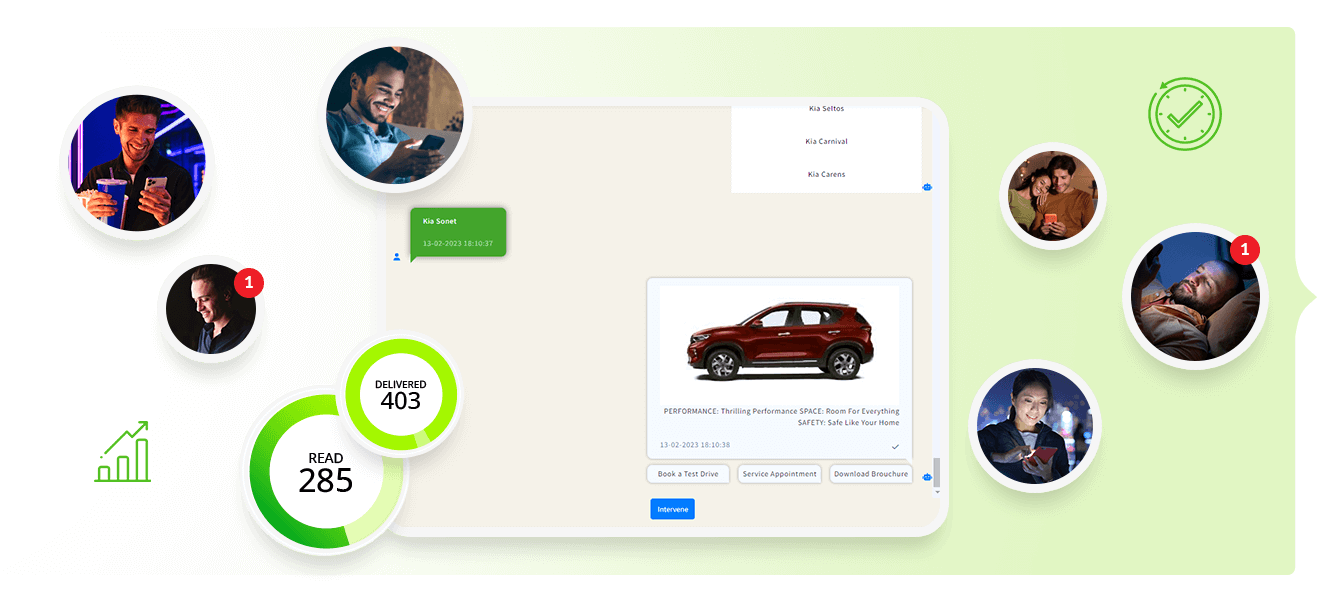 Kia Seltos
Kia Carnival
Kia Carens
Kia Sonet
13-02-2023 18:10:37
1
1
DELIVERED
403
READ
285
PERFORMANCE: Thrilling Performance SPACE: Room For Everything
SAFETY: Safe Like Your Home
13-02-2023 18:10:38
Book a Test Drive
Service Appointment
Download Brouchure
Intervene